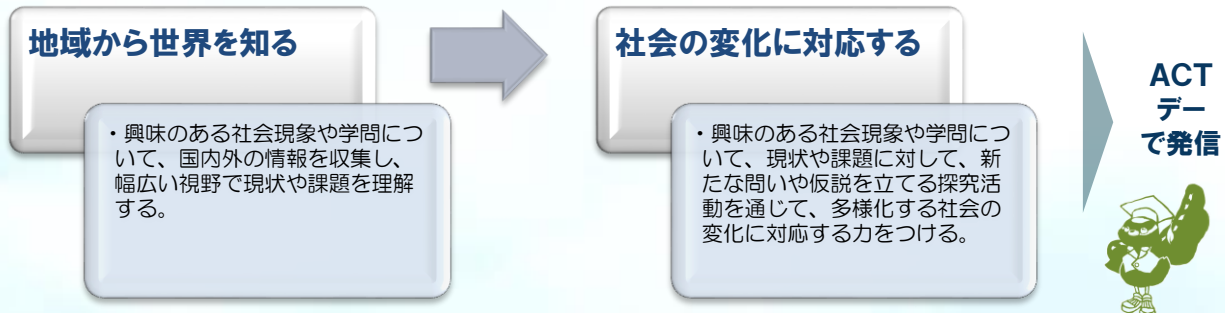 地域から世界を知る
・興味のある社会現象や学問につ
いて、国内外の情報を収集し、
幅広い視野で現状や課題を理解
する。
社会の変化に対応する
・興味のある社会現象や学問につ
いて、現状や課題に対して、新
たな問いや仮説を立てる探究活
動を通じて、多様化する社会の
変化に対応する力をつける。
ACT
デー
で発信